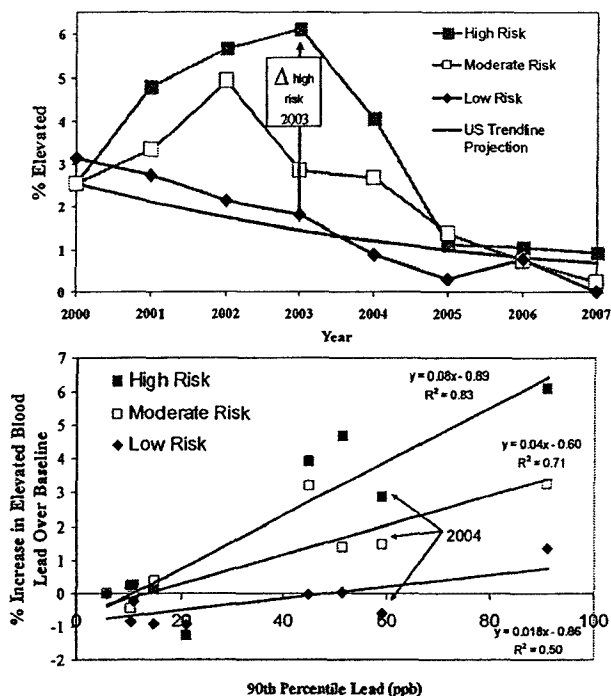 7
6
5
4
3
2
1
0
% Elevated
High Risk
Moderate Risk
Low Risk
US Trendline
Projection
Δ high
risk
2003
2000 2001 2002 2003 2004 2005 2006 2007
Year
7
6
5
4
3
2
1
0
-1
-2
% Increase in Elevated Blood
Lead Over Baseline
High Risk
Moderate Risk
Low Risk
y = 0.08x - 0.89
R² = 0.83
y = 0.04x - 0.60
R² = 0.71
2004
0 20 40 60 80 100
y = 0.018x - 0.86
R² = 0.50
90th Percentile Lead (ppb)